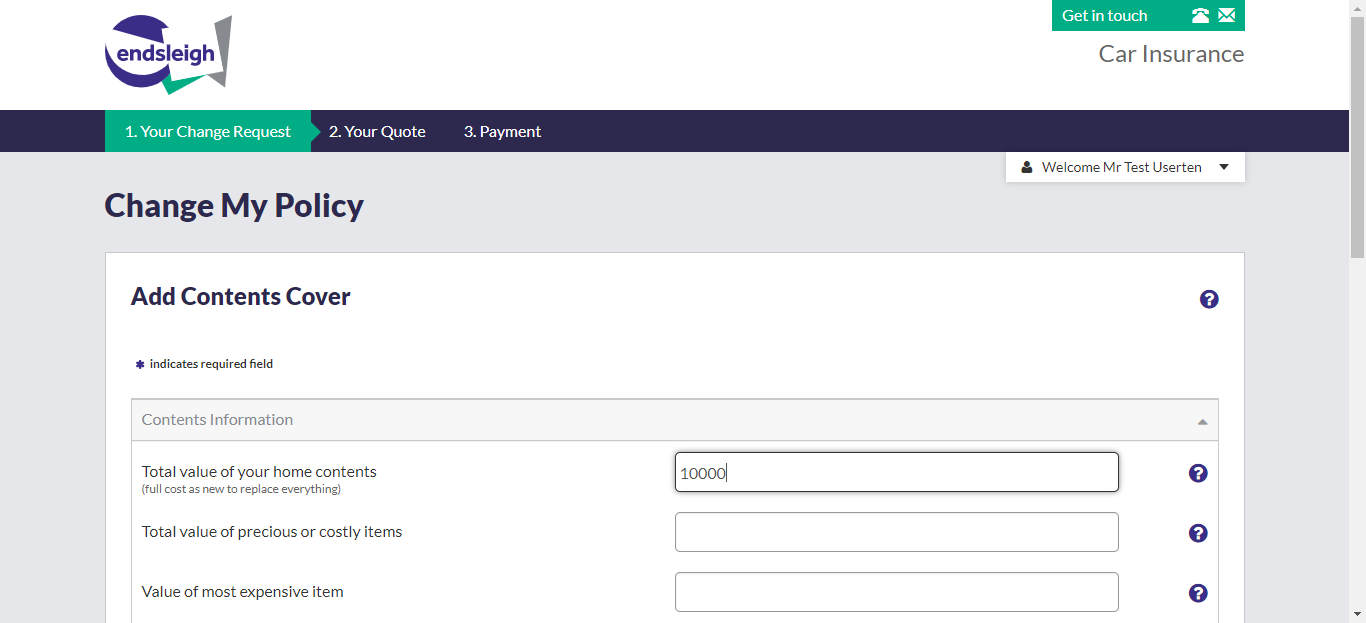 Get in touch
endsleigh
Car Insurance
1. Your Change Request 2. Your Quote 3. Payment
Welcome Mr Test Userten
Change My Policy
Add Contents Cover
?
✱ indicates required field
Contents Information
Total value of your home contents 10000 ?
(full cost as new to replace everything)
Total value of precious or costly items ?
Value of most expensive item ?